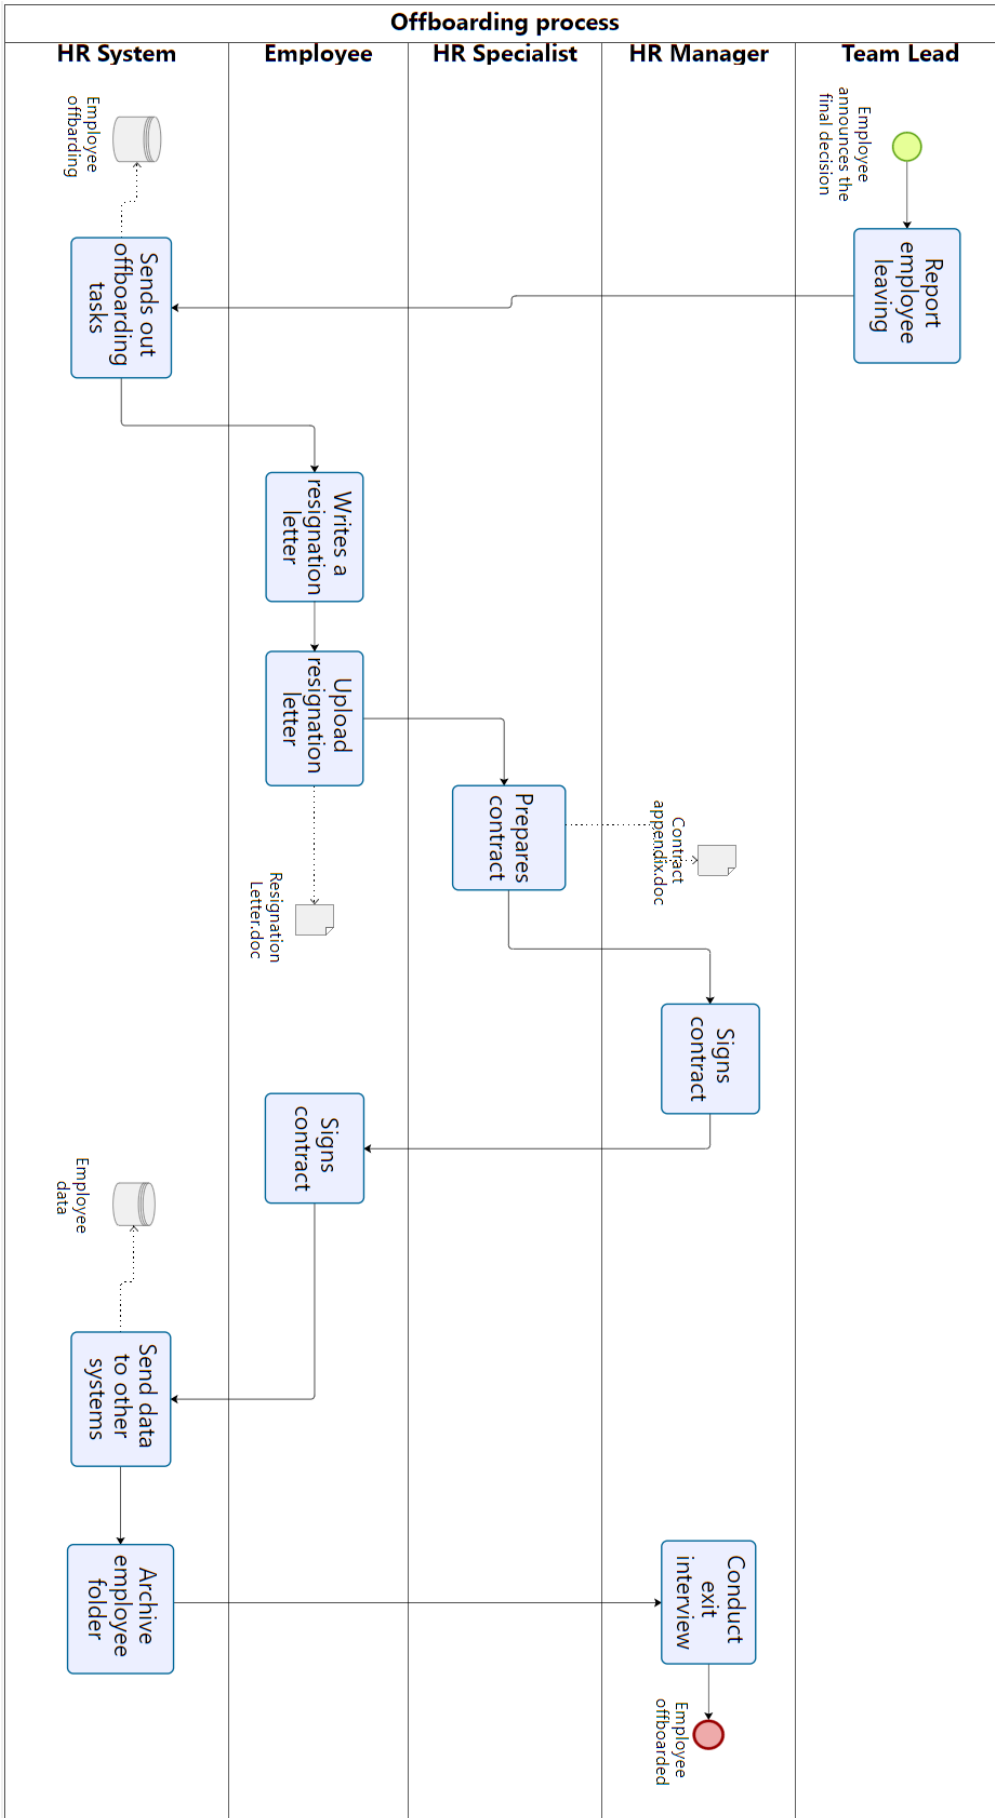 Offboarding process
HR System
Employee
HR Specialist
HR Manager
Team Lead
Employee
announces the
final decision
Report
employee
leaving
Employee
offbarding
Sends out
offboarding
tasks
Writes a
resignation
letter
Upload
resignation
letter
Resignation
Letter.doc
Prepares
contract
Contract
appendix.doc
Signs
contract
Signs
contract
Employee
data
Send data
to other
systems
Archive
employee
folder
Conduct
exit
interview
Employee
offboarded